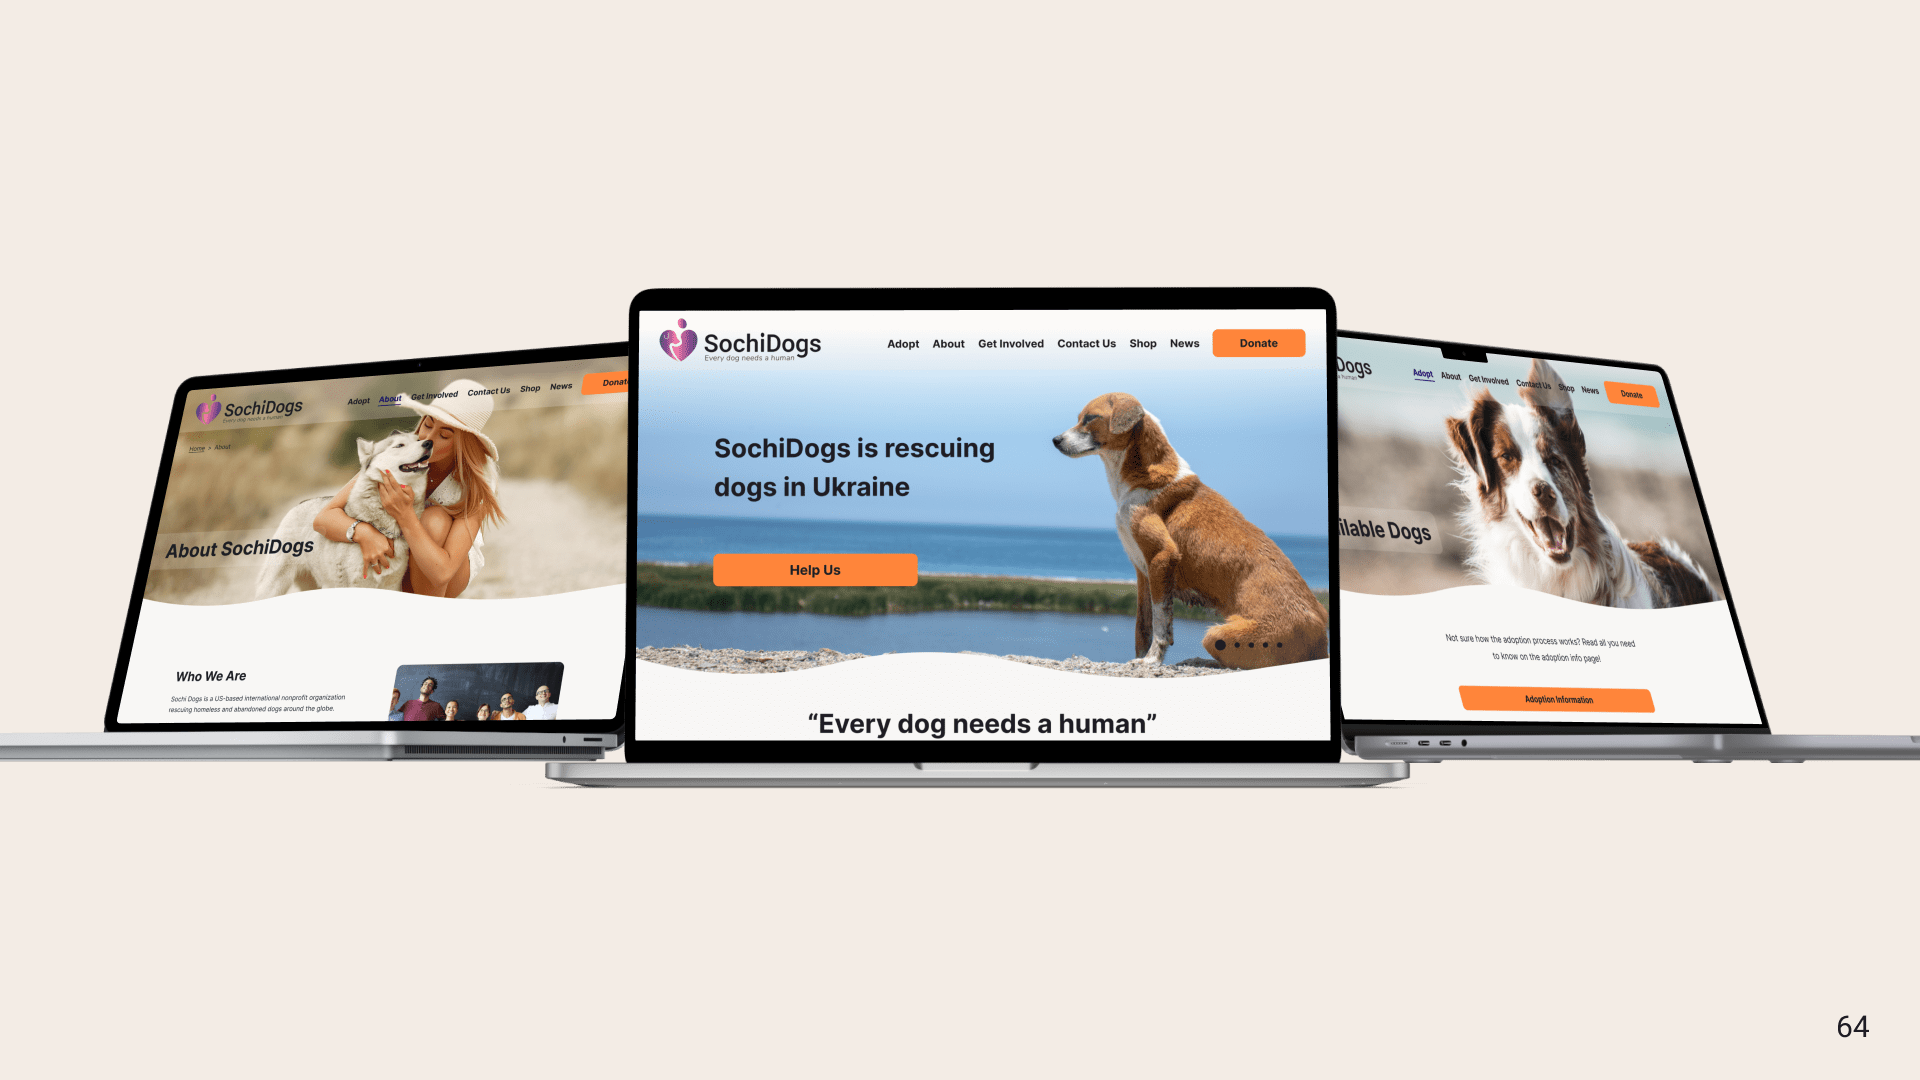 SochiDogs
Every dog needs a human
Adopt About Get Involved Contact Us Shop News Donate
Home > About
About SochiDogs
Who We Are
Sochi Dogs is a US-based international nonprofit organization
rescuing homeless and abandoned dogs around the globe.
SochiDogs
Every dog needs a human
Adopt About Get Involved Contact Us Shop News Donate
SochiDogs is rescuing
dogs in Ukraine
Help Us
“Every dog needs a human”
Dogs
a human
Adopt About Get Involved Contact Us Shop News Donate
ilable Dogs
Not sure how the adoption process works? Read all you need
to know on the adoption info page!
Adoption Information
64